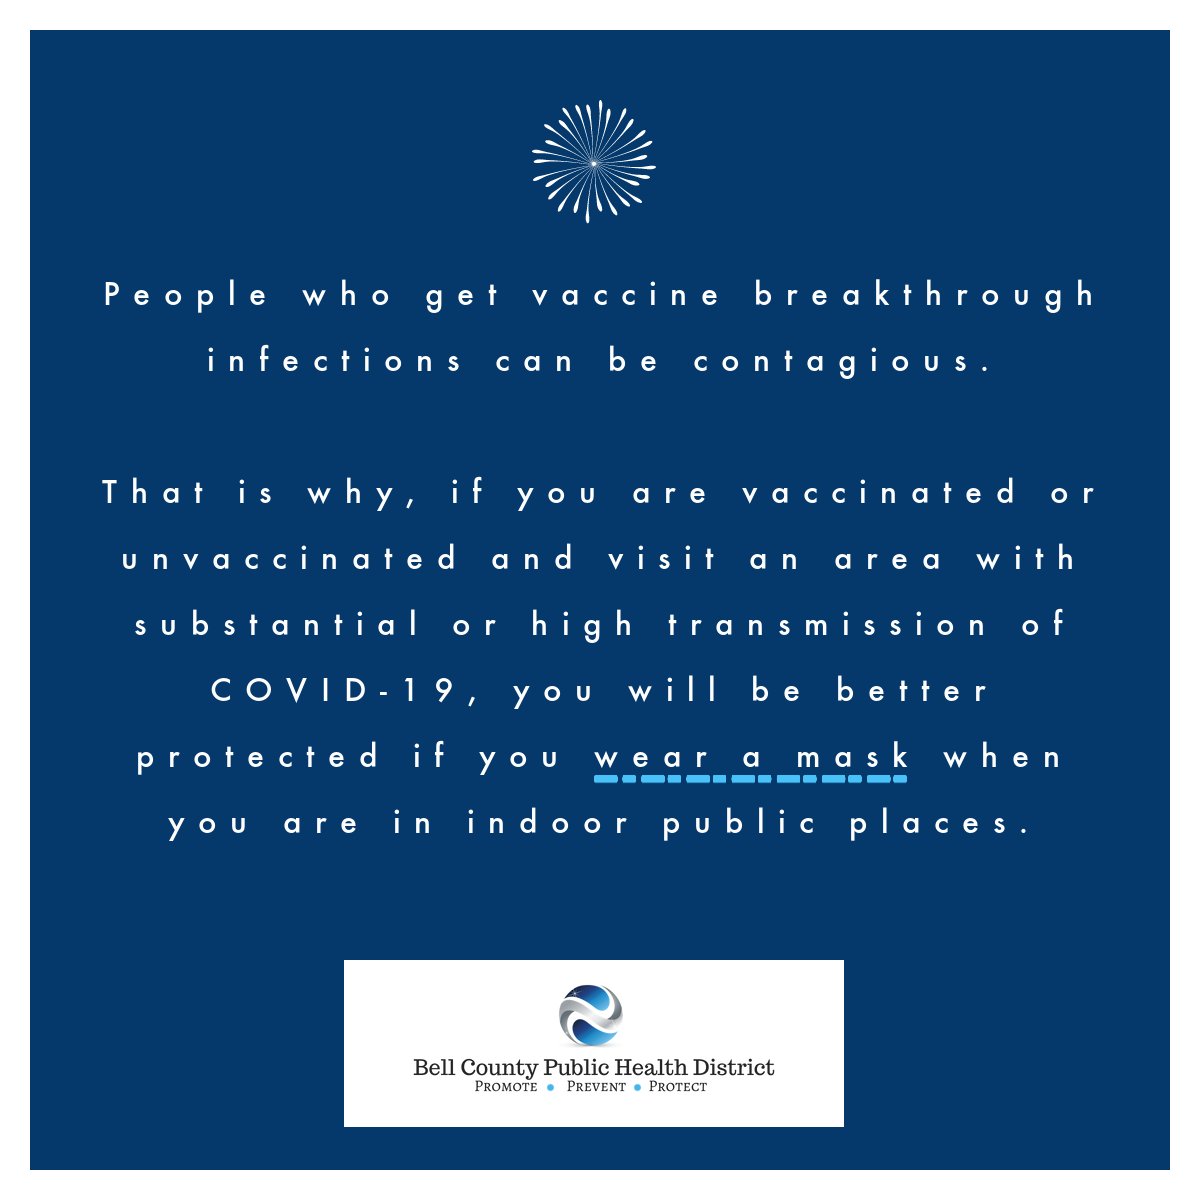 People who get vaccine breakthrough
infections can be contagious.
That is why, if you are vaccinated or
unvaccinated and visit an area with
substantial or high transmission of
COVID-19, you will be better
protected if you wear a mask when
you are in indoor public places.
Bell County Public Health District
Promote • Prevent • Protect